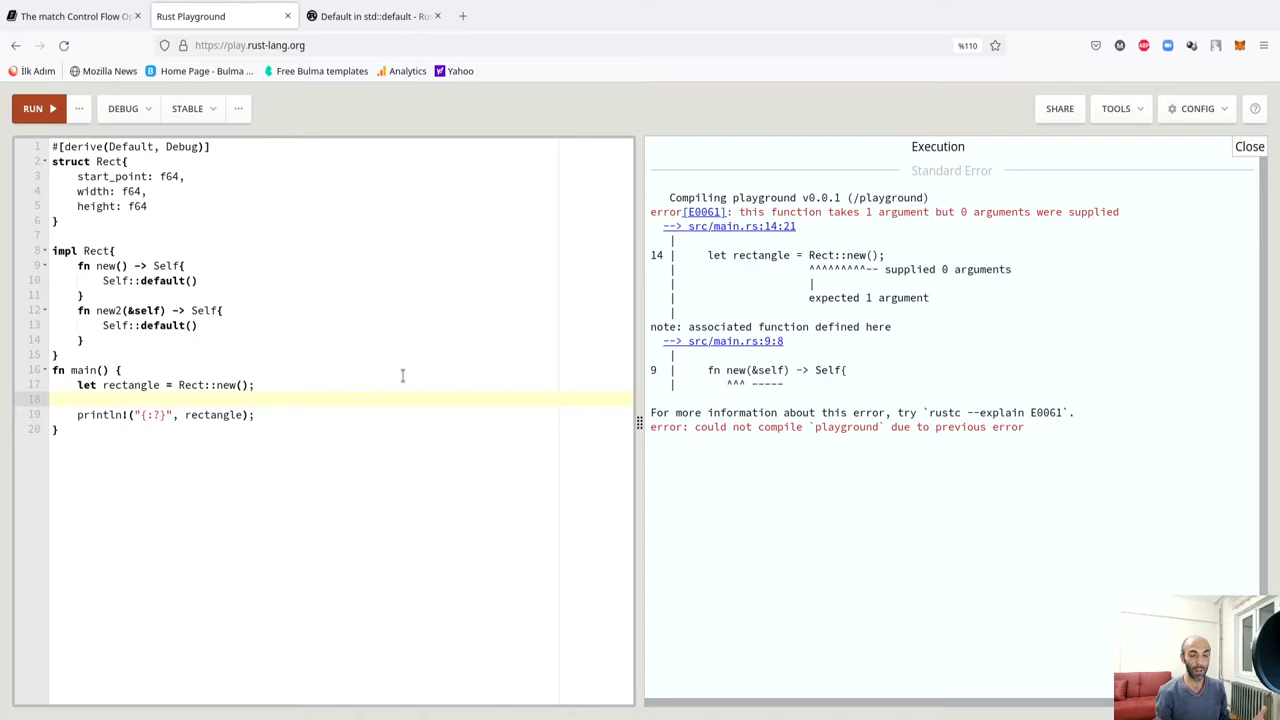 The match Control Flow Op
Rust Playground
Default in std::default - Rus
https://play.rust-lang.org
%110
İlk Adım
Mozilla News
Home Page - Bulma ...
Free Bulma templates
Analytics
Yahoo
RUN
...
DEBUG
STABLE
...
SHARE
TOOLS
CONFIG
1 #[derive(Default, Debug)]
2 struct Rect{
3 start_point: f64,
4 width: f64,
5 height: f64
6 }
7
8 impl Rect{
9 fn new() -> Self{
10 Self::default()
11 }
12 fn new2(&self) -> Self{
13 Self::default()
14 }
15 }
16 fn main() {
17 let rectangle = Rect::new();
18
19 println!("{:?}", rectangle);
20 }
Execution
Close
Standard Error
Compiling playground v0.0.1 (/playground)
error[E0061]: this function takes 1 argument but 0 arguments were supplied
--> src/main.rs:14:21
|
14 | let rectangle = Rect::new();
| ^^^^^^^^^-- supplied 0 arguments
| |
| expected 1 argument
|
note: associated function defined here
--> src/main.rs:9:8
|
9 | fn new(&self) -> Self{
| ^^^ -----
For more information about this error, try `rustc --explain E0061`.
error: could not compile `playground` due to previous error